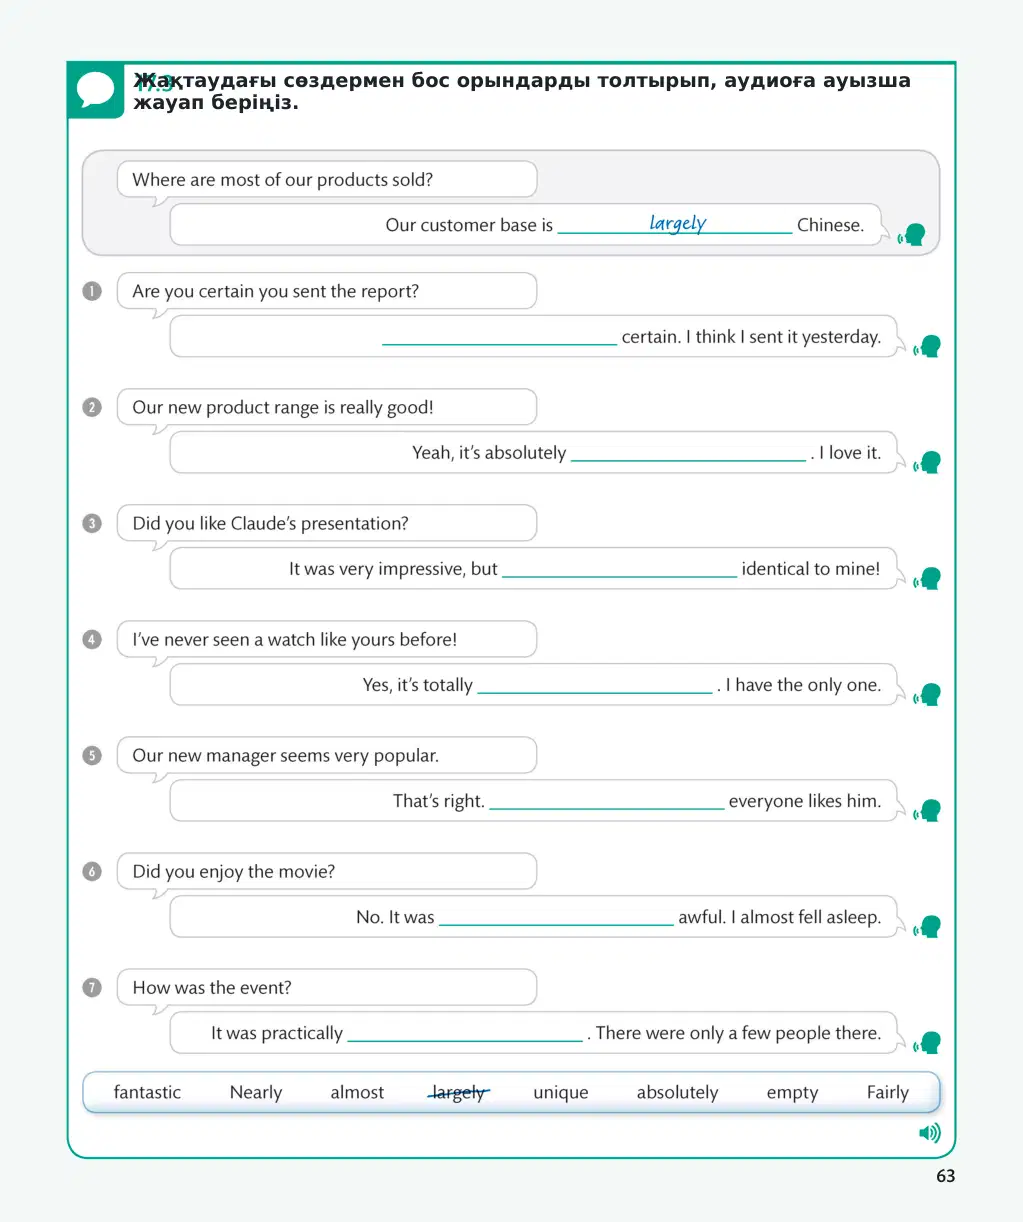 Жақтаудағы сөздермен бос орындарды толтырып, аудиоға ауызша
жауап беріңіз.
Where are most of our products sold?
Our customer base is largely Chinese.
1 Are you certain you sent the report?
certain. I think I sent it yesterday.
2 Our new product range is really good!
Yeah, it's absolutely . I love it.
3 Did you like Claude's presentation?
It was very impressive, but identical to mine!
4 I've never seen a watch like yours before!
Yes, it's totally . I have the only one.
5 Our new manager seems very popular.
That's right. everyone likes him.
6 Did you enjoy the movie?
No. It was awful. I almost fell asleep.
7 How was the event?
It was practically . There were only a few people there.
fantastic Nearly almost largely unique absolutely empty Fairly
63